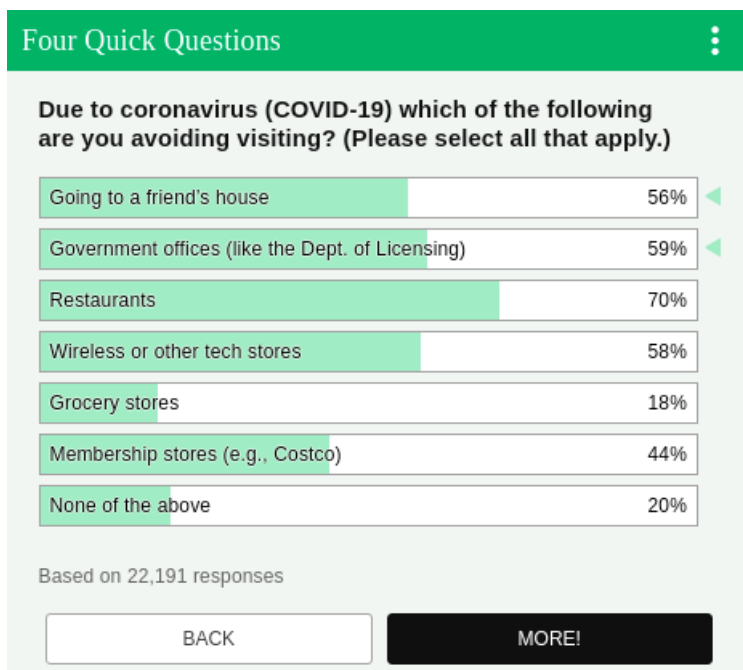 Four Quick Questions
Due to coronavirus (COVID-19) which of the following
are you avoiding visiting? (Please select all that apply.)
Going to a friend's house 56%
Government offices (like the Dept. of Licensing) 59%
Restaurants 70%
Wireless or other tech stores 58%
Grocery stores 18%
Membership stores (e.g., Costco) 44%
None of the above 20%
Based on 22,191 responses
BACK MORE!